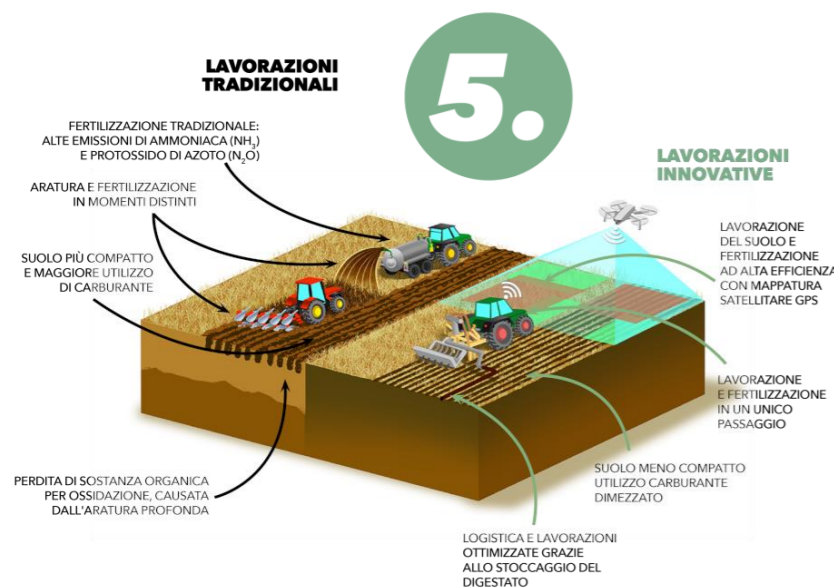 5.
LAVORAZIONI
TRADIZIONALI
FERTILIZZAZIONE TRADIZIONALE:
ALTE EMISSIONI DI AMMONIACA (NH₃)
E PROTOSSIDO DI AZOTO (N₂O)
ARATURA E FERTILIZZAZIONE
IN MOMENTI DISTINTI
SUOLO PIÙ COMPATTO
E MAGGIORE UTILIZZO
DI CARBURANTE
PERDITA DI SOSTANZA ORGANICA
PER OSSIDAZIONE, CAUSATA
DALL'ARATURA PROFONDA
LAVORAZIONI
INNOVATIVE
LAVORAZIONE
DEL SUOLO E
FERTILIZZAZIONE
AD ALTA EFFICIENZA
CON MAPPATURA
SATELLITARE GPS
LAVORAZIONE
E FERTILIZZAZIONE
IN UN UNICO
PASSAGGIO
SUOLO MENO COMPATTO
UTILIZZO CARBURANTE
DIMEZZATO
LOGISTICA E LAVORAZIONI
OTTIMIZZATE GRAZIE
ALLO STOCCAGGIO DEL
DIGESTATO